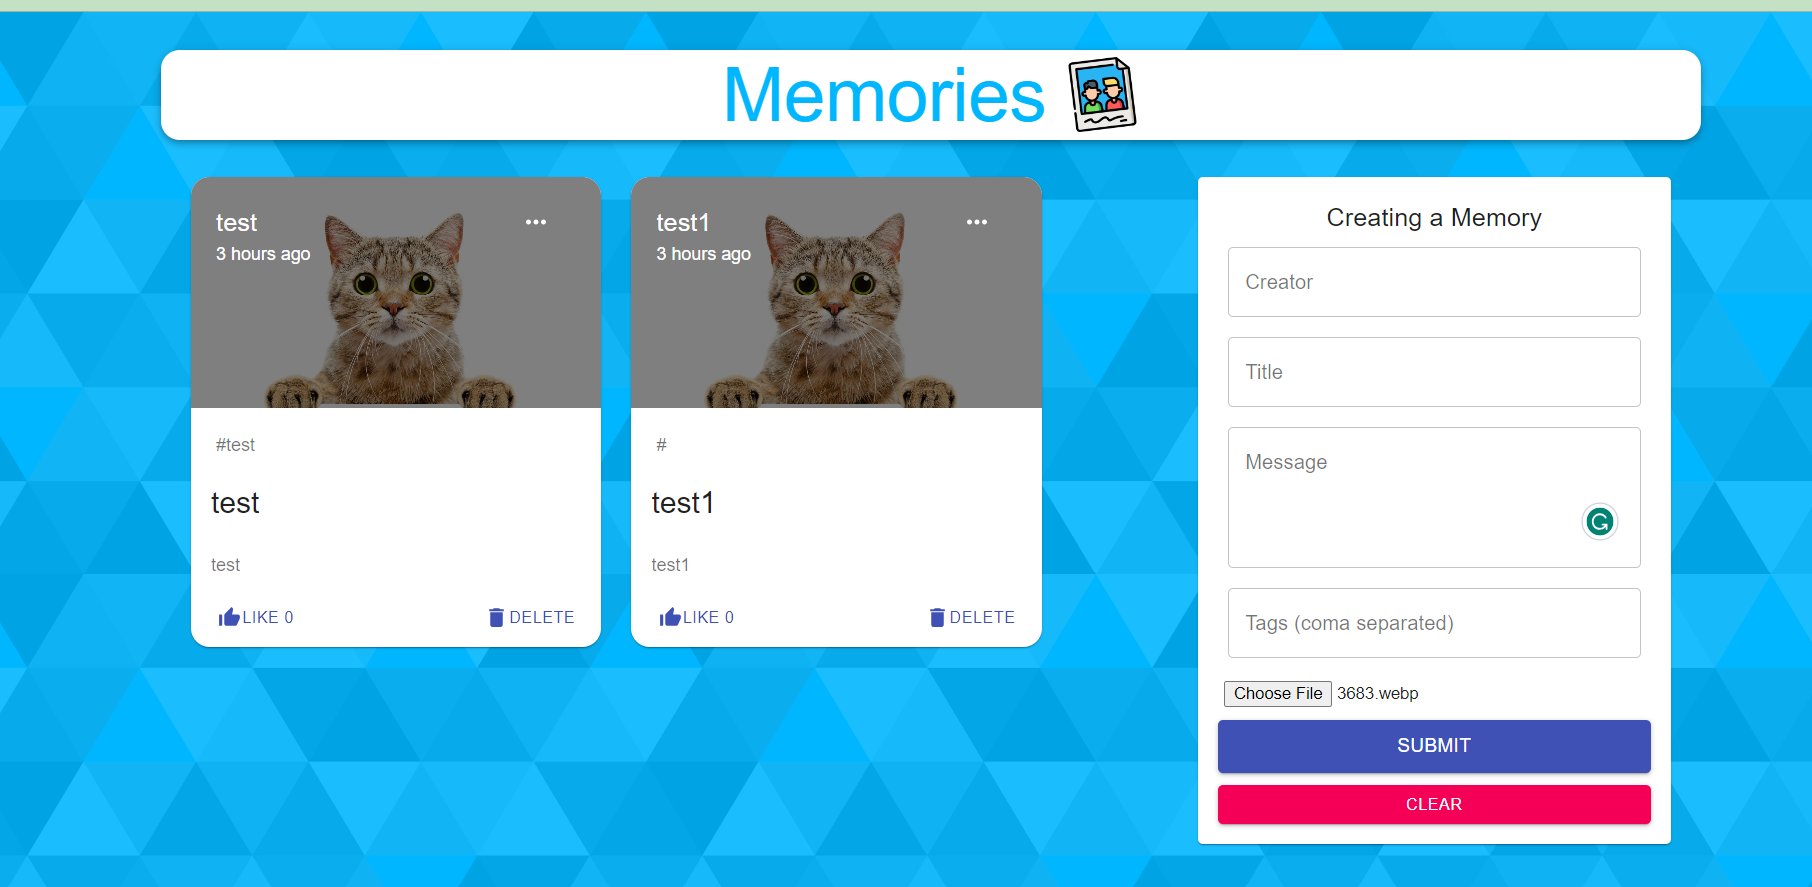 Memories
test
3 hours ago
#test
test
test
LIKE 0
DELETE
test1
3 hours ago
#
test1
test1
LIKE 0
DELETE
Creating a Memory
Creator
Title
Message
Tags (coma separated)
Choose File 3683.webp
SUBMIT
CLEAR